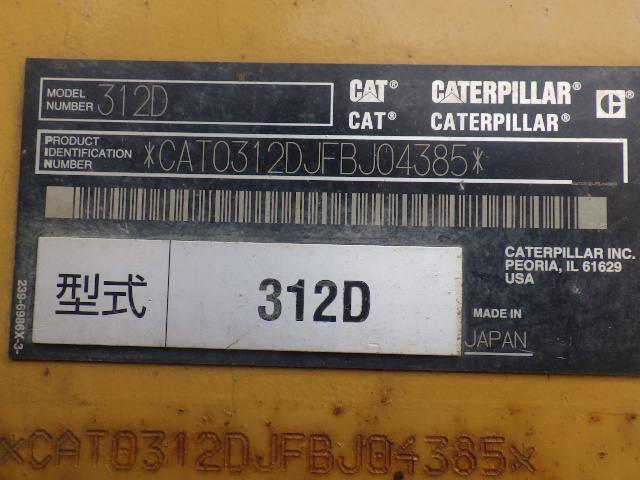 MODEL NUMBER 312D
CAT® CATERPILLAR® C®
CAT® CATERPILLAR®
PRODUCT IDENTIFICATION NUMBER *CAT0312DJFBJ04385*
型式 312D
CATERPILLAR INC.
PEORIA, IL 61629
USA
MADE IN
JAPAN
239-6986X-3-
*CAT0312DJFBJ04385*